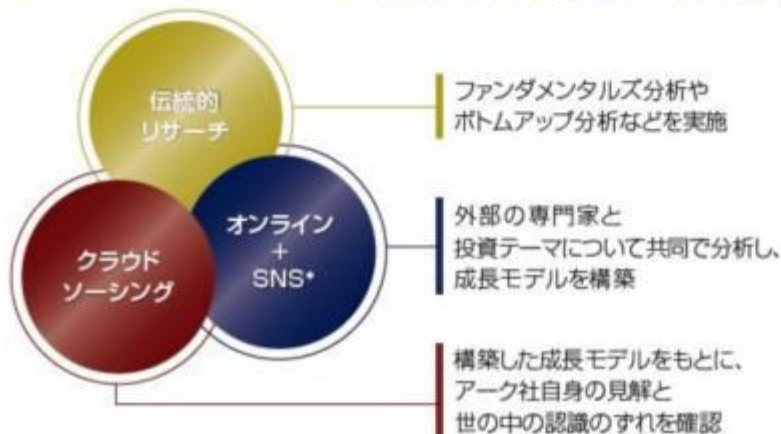 伝統的
リサーチ
ファンダメンタルズ分析や
ボトムアップ分析などを実施
オンライン
+
SNS*
外部の専門家と
投資テーマについて共同で分析し、
成長モデルを構築
クラウド
ソーシング
構築した成長モデルをもとに、
アーク社自身の見解と
世の中の認識のずれを確認